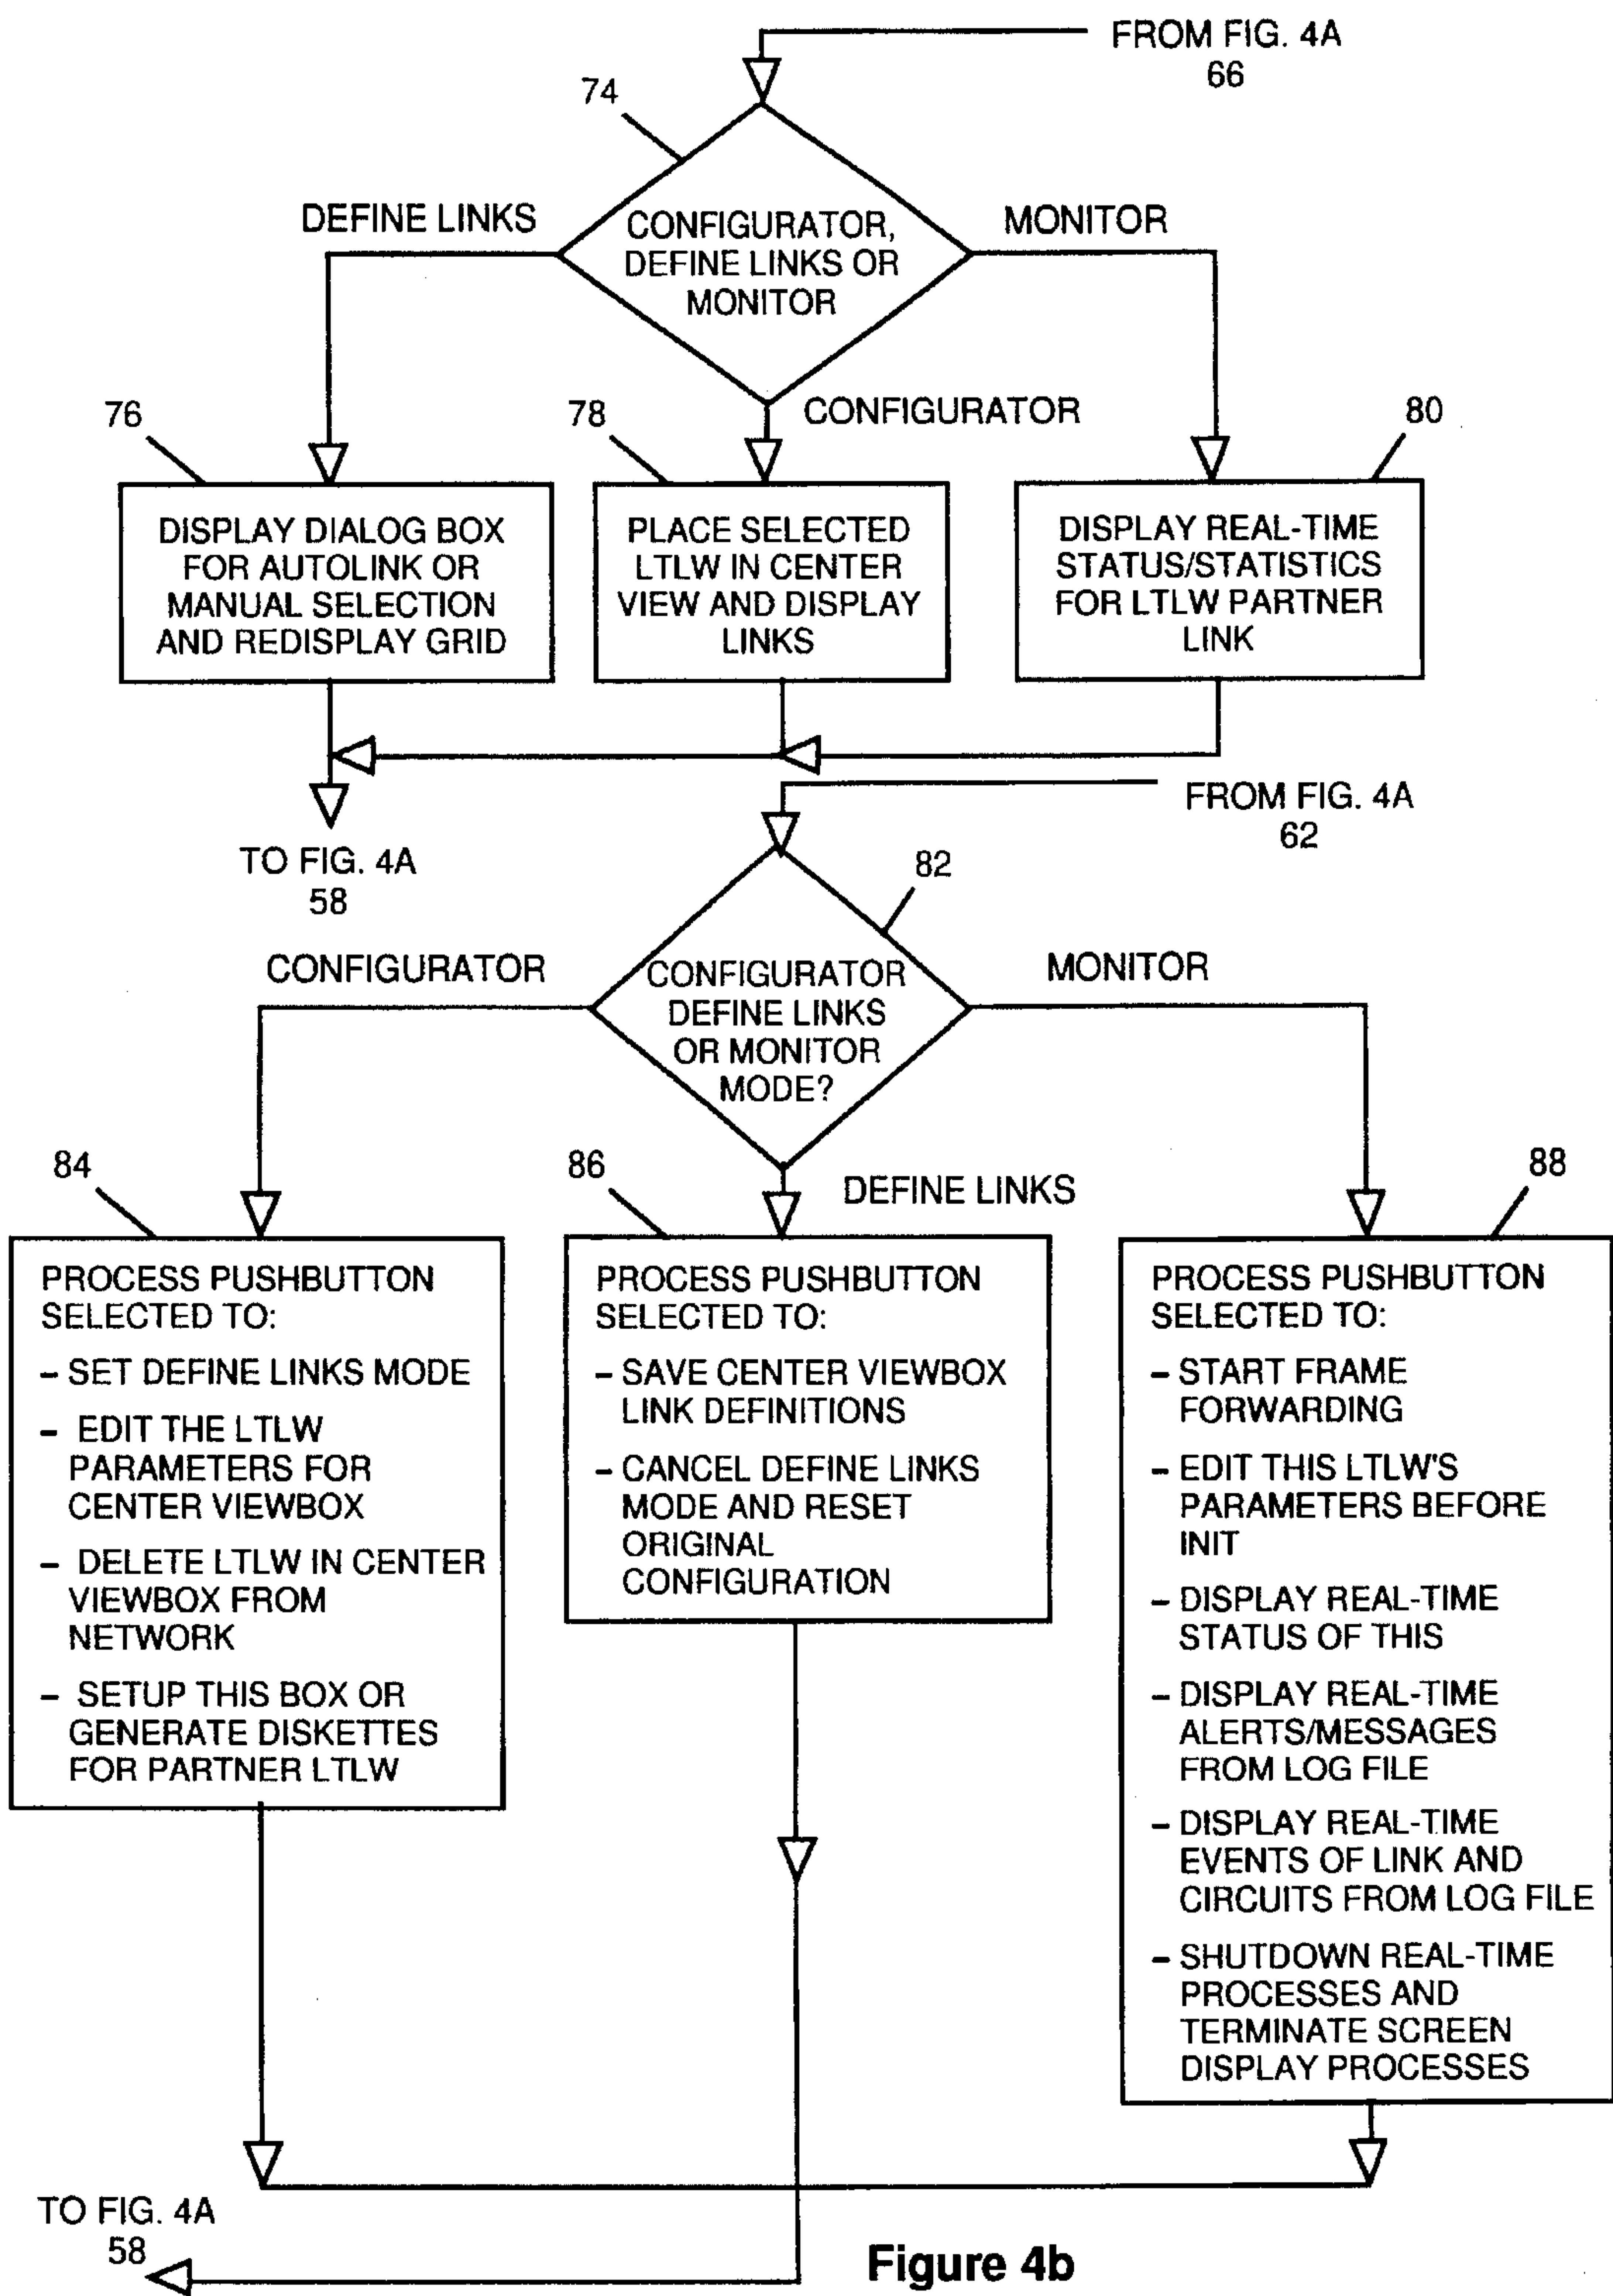 FROM FIG. 4A
66
74
DEFINE LINKS
CONFIGURATOR,
DEFINE LINKS OR
MONITOR
MONITOR
CONFIGURATOR
76
78
80
DISPLAY DIALOG BOX
FOR AUTOLINK OR
MANUAL SELECTION
AND REDISPLAY GRID
PLACE SELECTED
LTLW IN CENTER
VIEW AND DISPLAY
LINKS
DISPLAY REAL-TIME
STATUS/STATISTICS
FOR LTLW PARTNER
LINK
TO FIG. 4A
58
FROM FIG. 4A
62
82
CONFIGURATOR
CONFIGURATOR
DEFINE LINKS
OR MONITOR
MODE?
MONITOR
DEFINE LINKS
84
86
88
PROCESS PUSHBUTTON
SELECTED TO:
– SET DEFINE LINKS MODE
– EDIT THE LTLW
PARAMETERS FOR
CENTER VIEWBOX
– DELETE LTLW IN CENTER
VIEWBOX FROM
NETWORK
– SETUP THIS BOX OR
GENERATE DISKETTES
FOR PARTNER LTLW
PROCESS PUSHBUTTON
SELECTED TO:
– SAVE CENTER VIEWBOX
LINK DEFINITIONS
– CANCEL DEFINE LINKS
MODE AND RESET
ORIGINAL
CONFIGURATION
PROCESS PUSHBUTTON
SELECTED TO:
– START FRAME
FORWARDING
– EDIT THIS LTLW'S
PARAMETERS BEFORE
INIT
– DISPLAY REAL-TIME
STATUS OF THIS
– DISPLAY REAL-TIME
ALERTS/MESSAGES
FROM LOG FILE
– DISPLAY REAL-TIME
EVENTS OF LINK AND
CIRCUITS FROM LOG FILE
– SHUTDOWN REAL-TIME
PROCESSES AND
TERMINATE SCREEN
DISPLAY PROCESSES
TO FIG. 4A
58
Figure 4b